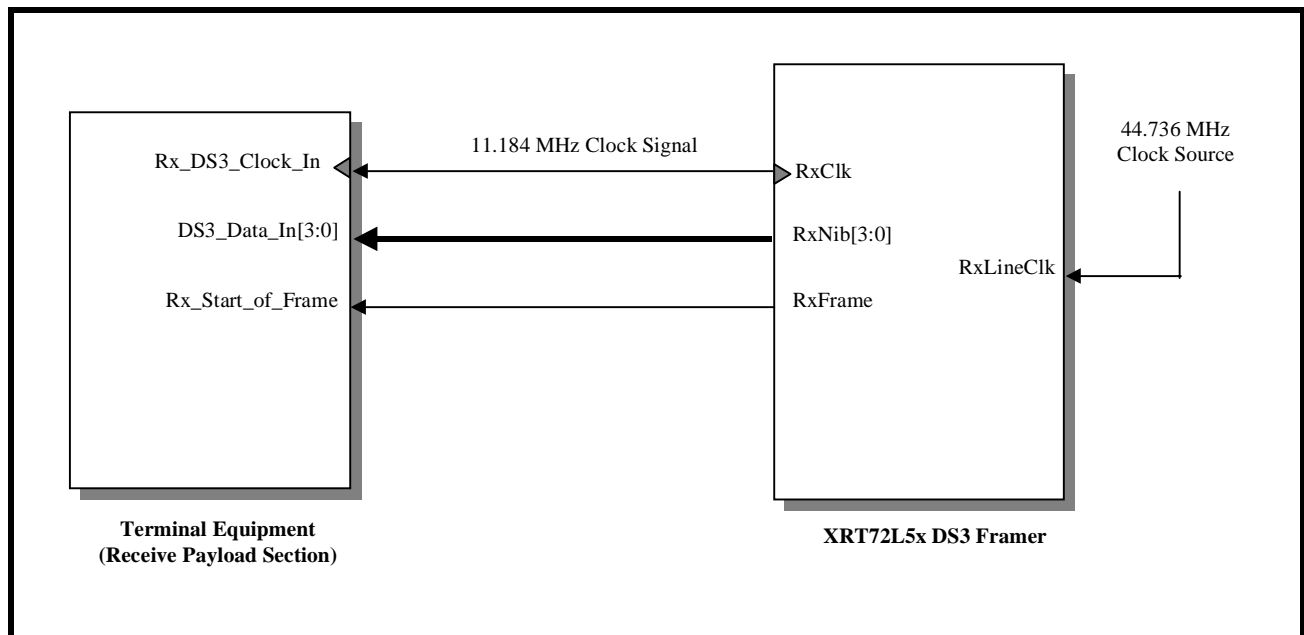 11.184 MHz Clock Signal
44.736 MHz
Clock Source
Rx_DS3_Clock_In
RxClk
DS3_Data_In[3:0]
RxNib[3:0]
RxLineClk
Rx_Start_of_Frame
RxFrame
Terminal Equipment
(Receive Payload Section)
XRT72L5x DS3 Framer